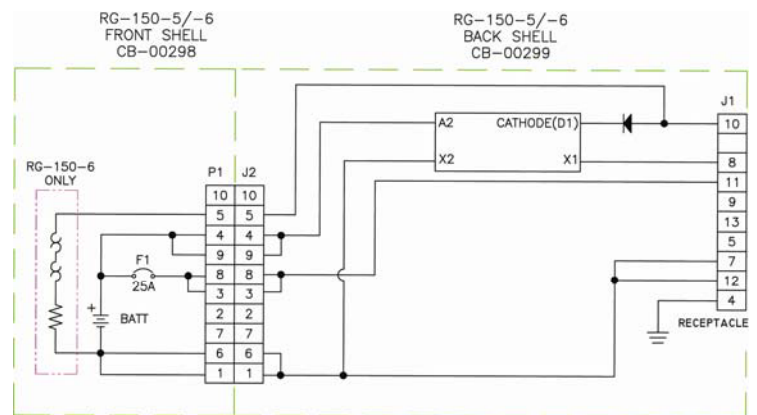 RG-150-5/-6
FRONT SHELL
CB-00298
RG-150-5/-6
BACK SHELL
CB-00299
RG-150-6
ONLY
P1 J2
10 10
5 5
4 4
9 9
8 8
3 3
2 2
7 7
6 6
1 1
F1
25A
+
BATT
A2 CATHODE(D1)
X2 X1
J1
10
8
11
9
13
5
7
12
4
RECEPTACLE